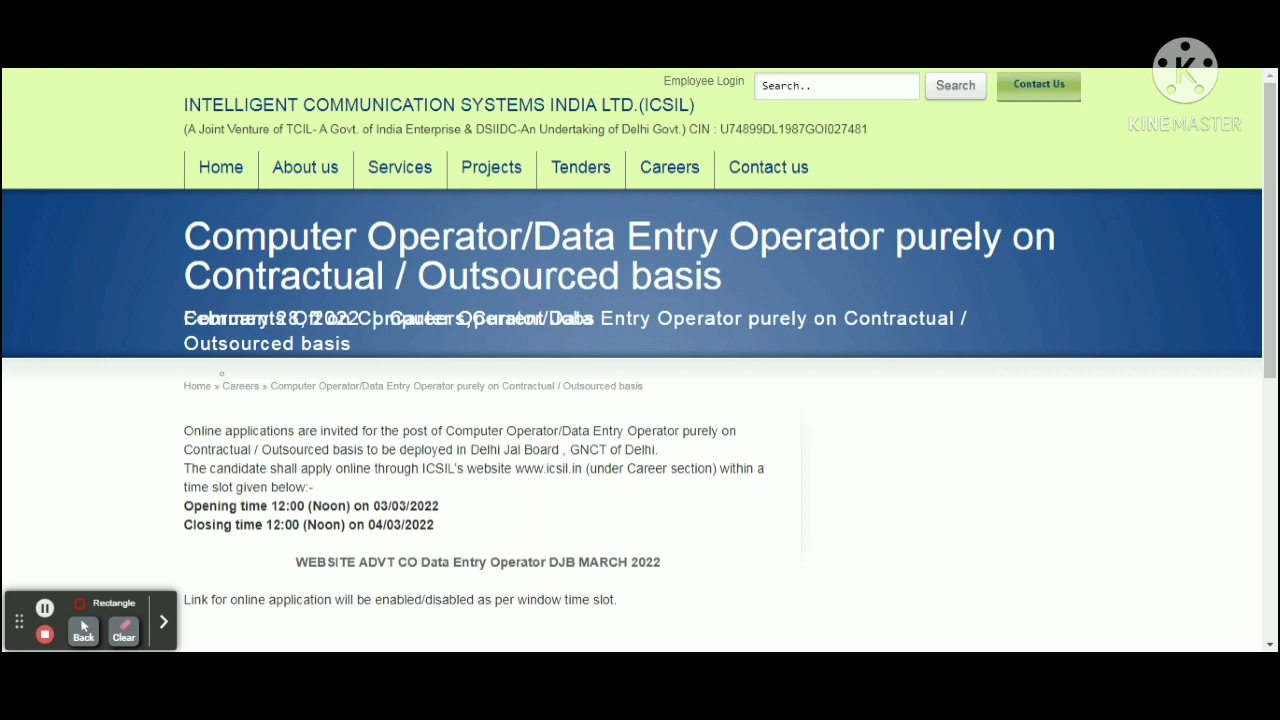 Employee Login
Search..
Search
Contact Us
INTELLIGENT COMMUNICATION SYSTEMS INDIA LTD.(ICSIL)
(A Joint Venture of TCIL- A Govt. of India Enterprise & DSIIDC-An Undertaking of Delhi Govt.) CIN : U74899DL1987GOI027481
K
KINEMASTER
Home
About us
Services
Projects
Tenders
Careers
Contact us
Computer Operator/Data Entry Operator purely on
Contractual / Outsourced basis
Entry Operator purely on Contractual /
Outsourced basis
Home » Careers » Computer Operator/Data Entry Operator purely on Contractual / Outsourced basis
Online applications are invited for the post of Computer Operator/Data Entry Operator purely on
Contractual / Outsourced basis to be deployed in Delhi Jal Board , GNCT of Delhi.
The candidate shall apply online through ICSIL's website www.icsil.in (under Career section) within a
time slot given below:-
Opening time 12:00 (Noon) on 03/03/2022
Closing time 12:00 (Noon) on 04/03/2022
WEBSITE ADVT CO Data Entry Operator DJB MARCH 2022
Link for online application will be enabled/disabled as per window time slot.
Rectangle
Back
Clear